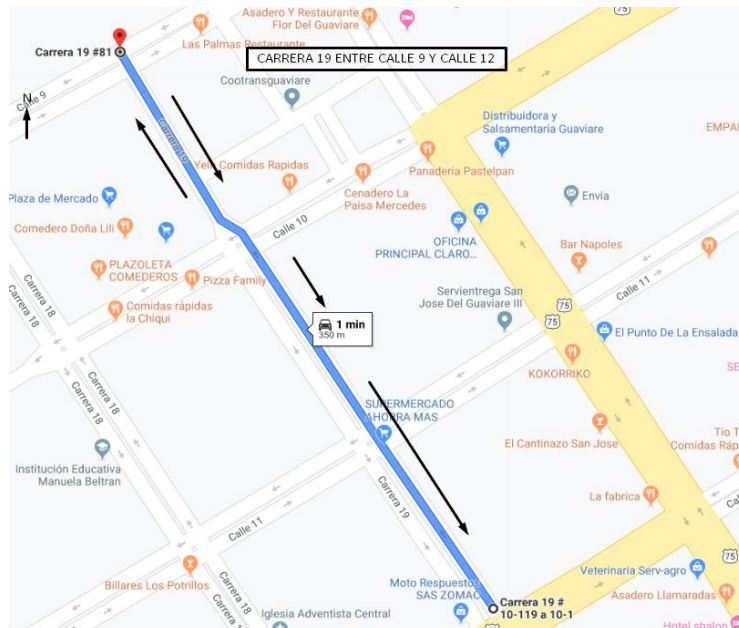 Asadero Y Restaurante
Flor Del Guaviare
75
Carrera 19 #81
Las Palmas Restaurante
CARRERA 19 ENTRE CALLE 9 Y CALLE 12
Calle 9
N
Cootransguaviare
Carrera 19
Distribuidora y
Salsamentaria Guaviare
EMPA
Yelo Comidas Rapidas
Panaderia Pastelpan
Plaza de Mercado
Cenadero La
Paisa Mercedes
Envia
Comedero Doña Lili
Calle 10
OFICINA
PRINCIPAL CLARO...
Bar Napoles
PLAZOLETA
COMEDEROS
Pizza Family
Servientrega San
Jose Del Guaviare III
Calle 11
Carrera 18
Carrera 18
Comidas rápidas
la Chiqui
1 min
350 m
75
75
El Punto De La Ensalada
KOKORRIKO
SE
Carrera 18
Carrera 18
SUPERMERCADO
AHORRA MAS
El Cantinazo San Jose
Tío T
Comidas Ráp
Institución Educativa
Manuela Beltran
Carrera 19
La fabrica
Ca
Calle 11
75
Billares Los Potrillos
Veterinaria Serv-agro
Moto Respuestos
SAS ZOMAC
Carrera 19 #
10-119 a 10-1
Asadero Llamaradas
Iglesia Adventista Central
Hotel shalon
75